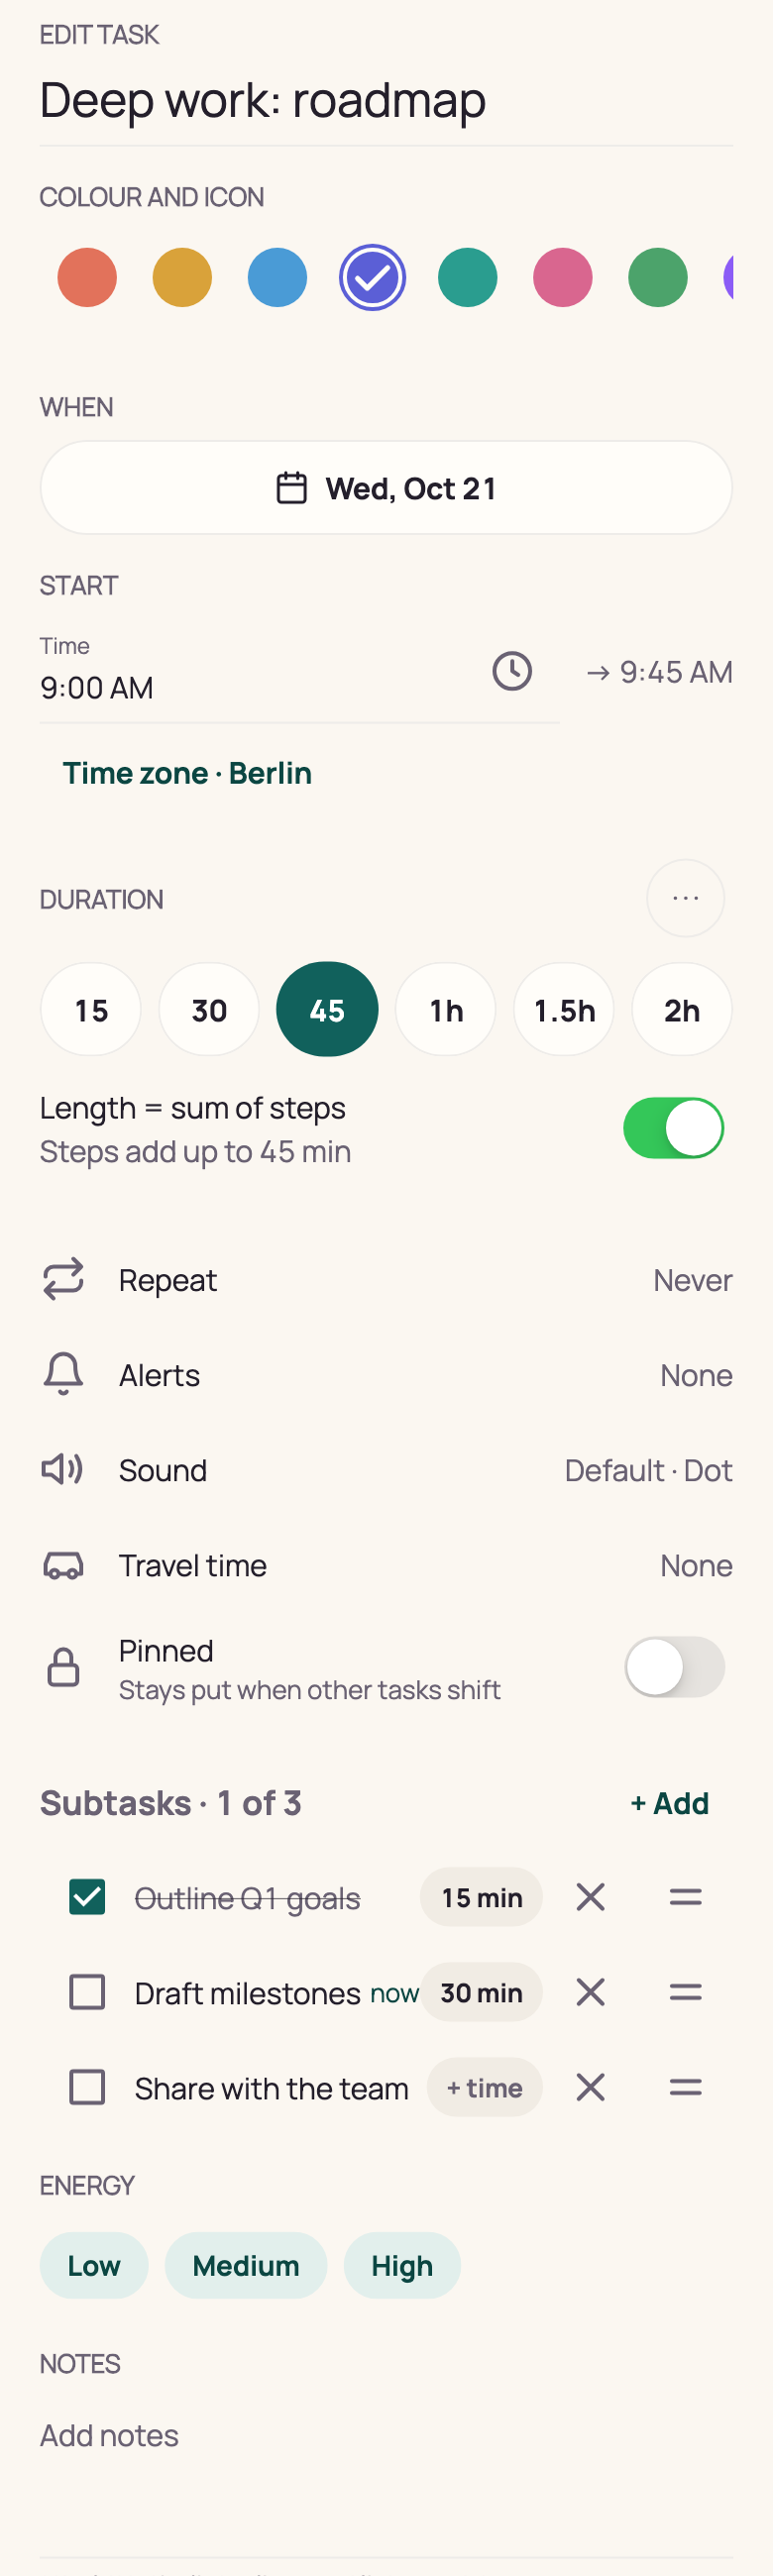 EDIT TASK
Deep work: roadmap
COLOUR AND ICON
WHEN
Wed, Oct 21
START
Time
9:00 AM
→ 9:45 AM
Time zone · Berlin
DURATION
...
15 30 45 1h 1.5h 2h
Length = sum of steps
Steps add up to 45 min
Repeat Never
Alerts None
Sound Default · Dot
Travel time None
Pinned
Stays put when other tasks shift
Subtasks · 1 of 3 + Add
Outline Q1 goals 15 min
Draft milestones now 30 min
Share with the team + time
ENERGY
Low Medium High
NOTES
Add notes